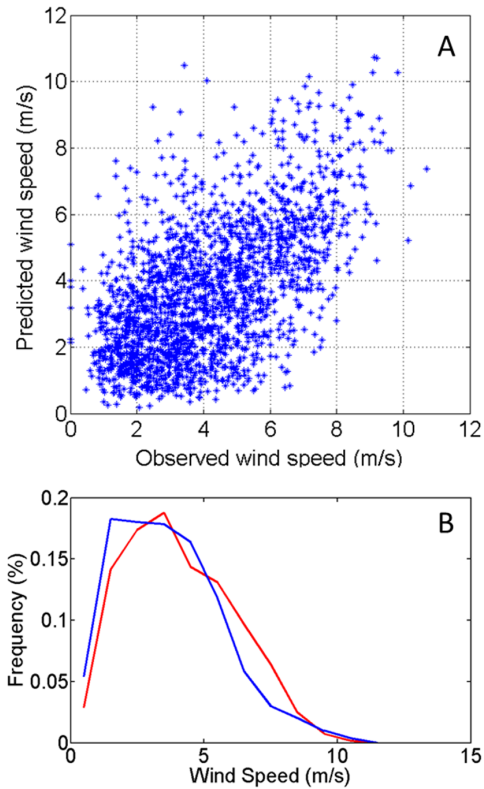 12
A
10
8
6
4
2
0
Predicted wind speed (m/s)
0 2 4 6 8 10 12
Observed wind speed (m/s)
0.2
B
0.15
0.1
0.05
0
Frequency (%)
0 5 10 15
Wind Speed (m/s)